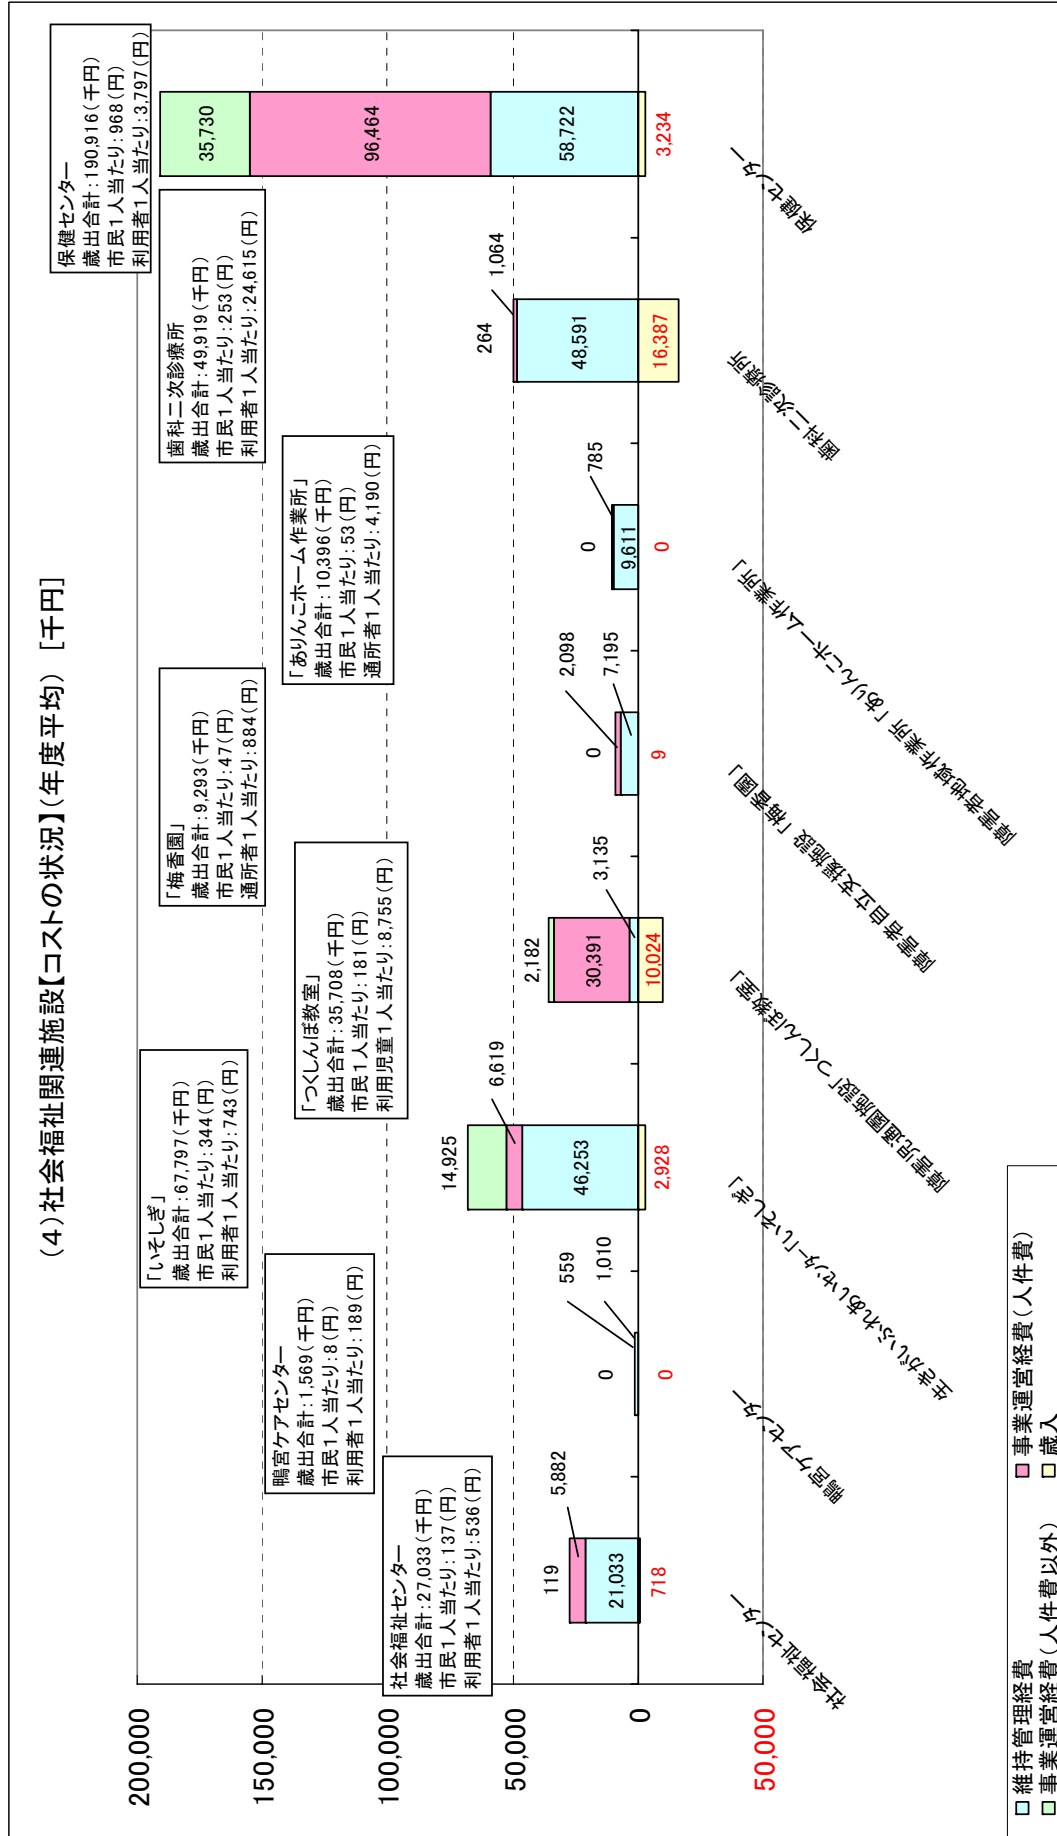 (4)社会福祉関連施設【コストの状況】(年度平均) [千円]
200,000
150,000
100,000
50,000
0
50,000
社会福祉センター
歳出合計:27,033(千円)
市民1人当たり:137(円)
利用者1人当たり:536(円)
鴨宮ケアセンター
歳出合計:1,569(千円)
市民1人当たり:8(円)
利用者1人当たり:189(円)
「いそしぎ」
歳出合計:67,797(千円)
市民1人当たり:344(円)
利用者1人当たり:743(円)
「つくしんぼ教室」
歳出合計:35,708(千円)
市民1人当たり:181(円)
利用児童1人当たり:8,755(円)
「梅香園」
歳出合計:9,293(千円)
市民1人当たり:47(円)
通所者1人当たり:884(円)
「ありんこホーム作業所」
歳出合計:10,396(千円)
市民1人当たり:53(円)
通所者1人当たり:4,190(円)
歯科二次診療所
歳出合計:49,919(千円)
市民1人当たり:253(円)
利用者1人当たり:24,615(円)
保健センター
歳出合計:190,916(千円)
市民1人当たり:968(円)
利用者1人当たり:3,797(円)
119
5,882
21,033
718
0
559
1,010
0
14,925
6,619
46,253
2,928
2,182
30,391
3,135
10,024
0
2,098
7,195
9
0
785
9,611
0
264
1,064
48,591
16,387
35,730
96,464
58,722
3,234
社会福祉センター
鴨宮ケアセンター
生きがいふれあいセンター「いそしぎ」
障害児通園施設「つくしんぼ教室」
障害者自立支援施設「梅香園」
障害者地域作業所「ありんこホーム作業所」
歯科二次診療所
保健センター
維持管理経費
事業運営経費(人件費)
事業運営経費(人件費以外)
歳入